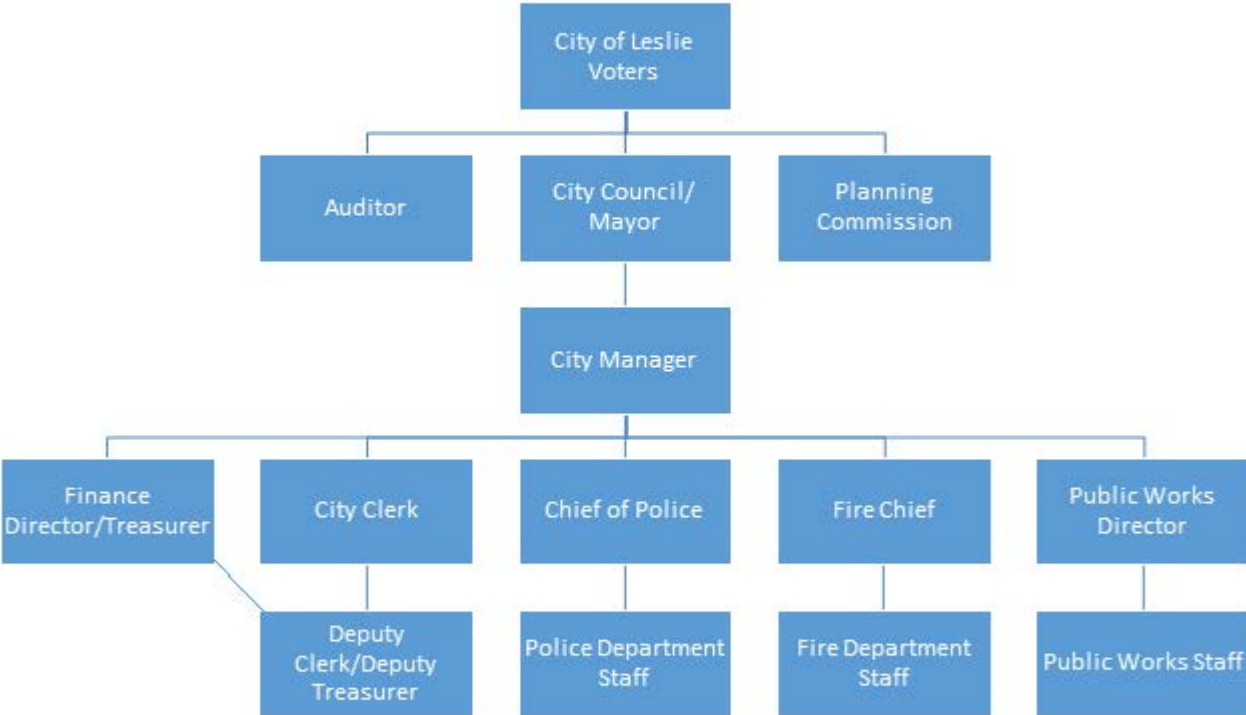 City of Leslie
Voters
Auditor
City Council/
Mayor
Planning
Commission
City Manager
Finance
Director/Treasurer
City Clerk
Chief of Police
Fire Chief
Public Works
Director
Deputy
Clerk/Deputy
Treasurer
Police Department
Staff
Fire Department
Staff
Public Works Staff